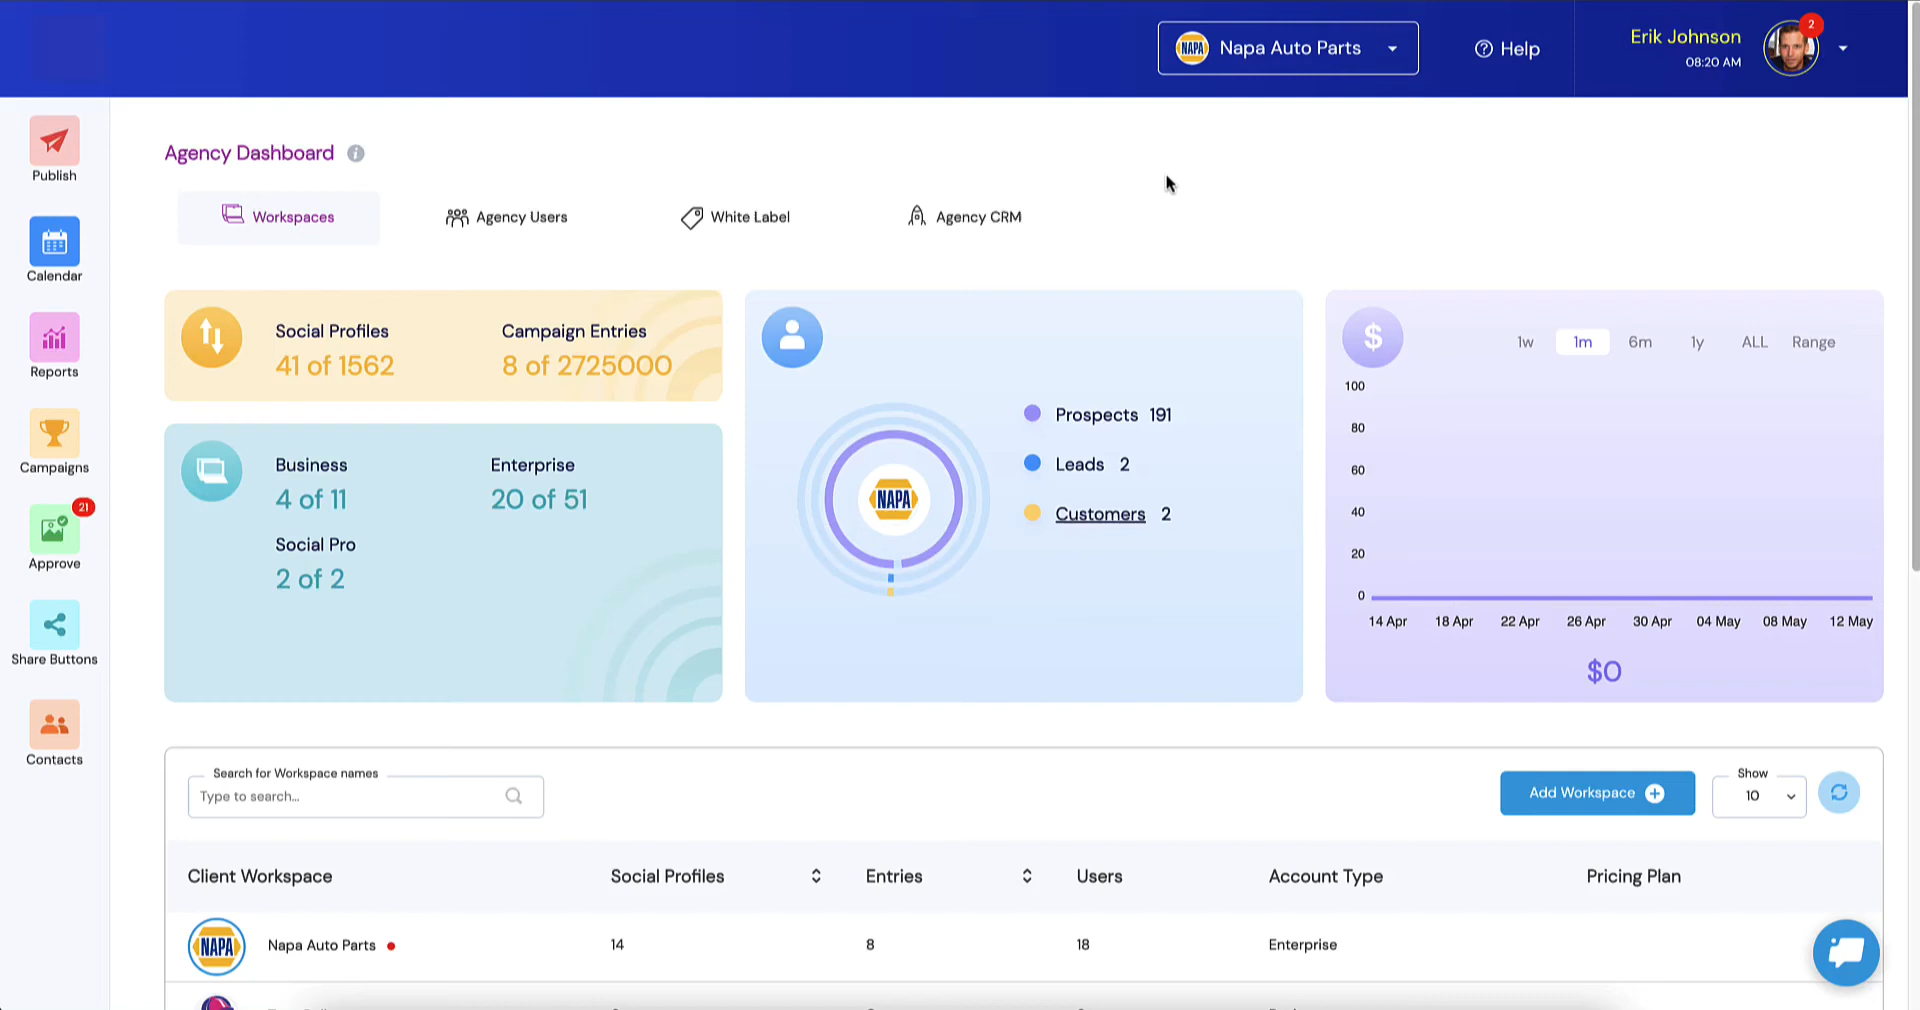 NAPA Napa Auto Parts
Help
Erik Johnson
08:20 AM
2
Publish
Calendar
Reports
Campaigns
21
Approve
Share Buttons
Contacts
Agency Dashboard
Workspaces
Agency Users
White Label
Agency CRM
Social Profiles
41 of 1562
Campaign Entries
8 of 2725000
Business
4 of 11
Enterprise
20 of 51
Social Pro
2 of 2
NAPA
Prospects 191
Leads 2
Customers 2
$
1w 1m 6m 1y ALL Range
100
80
60
40
20
0
14 Apr 18 Apr 22 Apr 26 Apr 30 Apr 04 May 08 May 12 May
$0
Search for Workspace names
Type to search...
Add Workspace
Show
10
Client Workspace Social Profiles Entries Users Account Type Pricing Plan
NAPA Napa Auto Parts 14 8 18 Enterprise